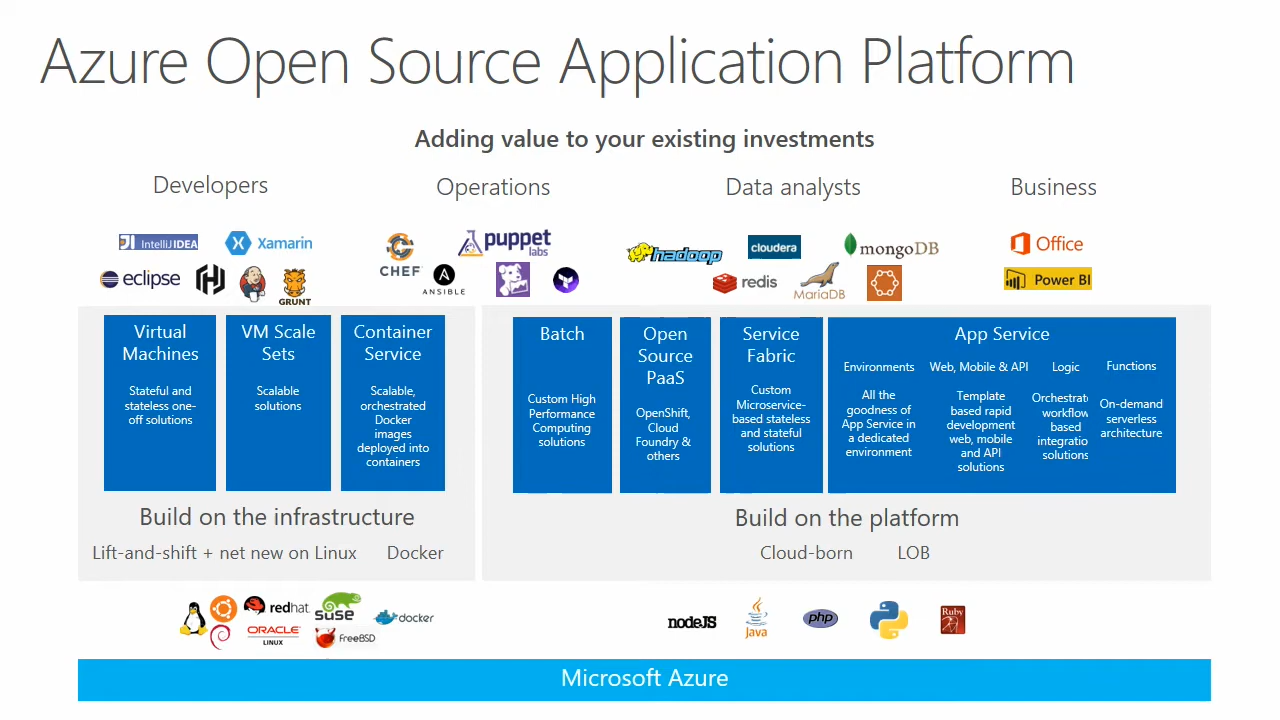 Azure Open Source Application Platform
Adding value to your existing investments
Developers
Operations
Data analysts
Business
IntelliJIDEA
Xamarin
eclipse
GRUNT
CHEF
puppet
labs
ANSIBLE
hadoop
cloudera
mongoDB
redis
MariaDB
Office
Power BI
Virtual
Machines
Stateful and
stateless one-
off solutions
VM Scale
Sets
Scalable
solutions
Container
Service
Scalable,
orchestrated
Docker
images
deployed into
containers
Build on the infrastructure
Lift-and-shift + net new on Linux
Docker
Batch
Custom High
Performance
Computing
solutions
Open
Source
PaaS
OpenShift,
Cloud
Foundry &
others
Service
Fabric
Custom
Microservice-
based stateless
and stateful
solutions
App Service
Environments
All the
goodness of
App Service in
a dedicated
environment
Web, Mobile & API
Template
based rapid
development
web, mobile
and API
solutions
Logic
Orchestrat
workflow
based
integratio
solutions
Functions
On-demand
serverless
architecture
Build on the platform
Cloud-born
LOB
redhat
SUSE
docker
ORACLE
LINUX
FreeBSD
nodeJS
Java
php
Ruby
Microsoft Azure